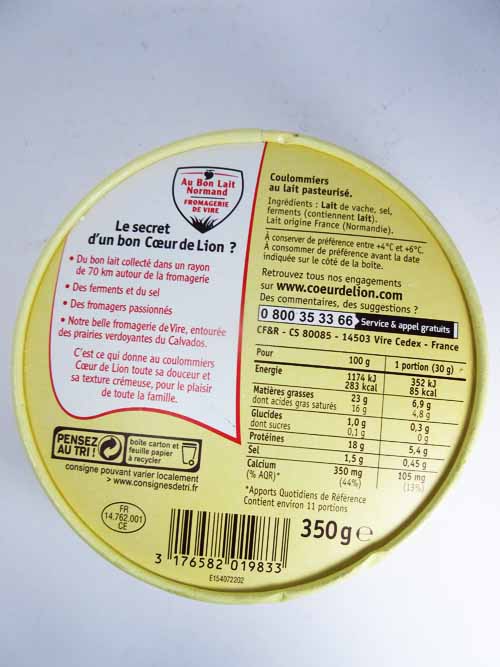 Au Bon Lait
Normand
FROMAGERIE
DE VIRE
Le secret
d'un bon Cœur de Lion ?
• Du bon lait collecté dans un rayon
de 70 km autour de la fromagerie
• Des ferments et du sel
• Des fromagers passionnés
• Notre belle fromagerie de Vire, entourée
des prairies verdoyantes du Calvados.
C'est ce qui donne au coulommiers
Cœur de Lion toute sa douceur et
sa texture crémeuse, pour le plaisir
de toute la famille.
PENSEZ
AU TRI !
boîte carton et
feuille papier
à recycler
consigne pouvant varier localement
> www.consignesdetri.fr
FR
14.762.001
CE
Coulommiers
au lait pasteurisé.
Ingrédients : Lait de vache, sel,
ferments (contiennent lait).
Lait origine France (Normandie).
À conserver de préférence entre +4°C et +6°C.
À consommer de préférence avant la date
indiquée sur le côté de la boîte.
Retrouvez tous nos engagements
sur www.coeurdelion.com
Des commentaires, des suggestions ?
0 800 35 33 66 Service & appel gratuits
CF&R - CS 80085 - 14503 Vire Cedex - France
Pour 100 g 1 portion (30 g)
Energie 1174 kJ 352 kJ
283 kcal 85 kcal
Matières grasses 23 g 6,9 g
dont acides gras saturés 16 g 4,8 g
Glucides 1,0 g 0,3 g
dont sucres 0,1 g 0 g
Protéines 18 g 5,4 g
Sel 1,5 g 0,45 g
Calcium 350 mg 105 mg
(% AQR)* (44%) (13%)
*Apports Quotidiens de Référence
Contient environ 11 portions
350 g e
3 176582 019833
E154072202